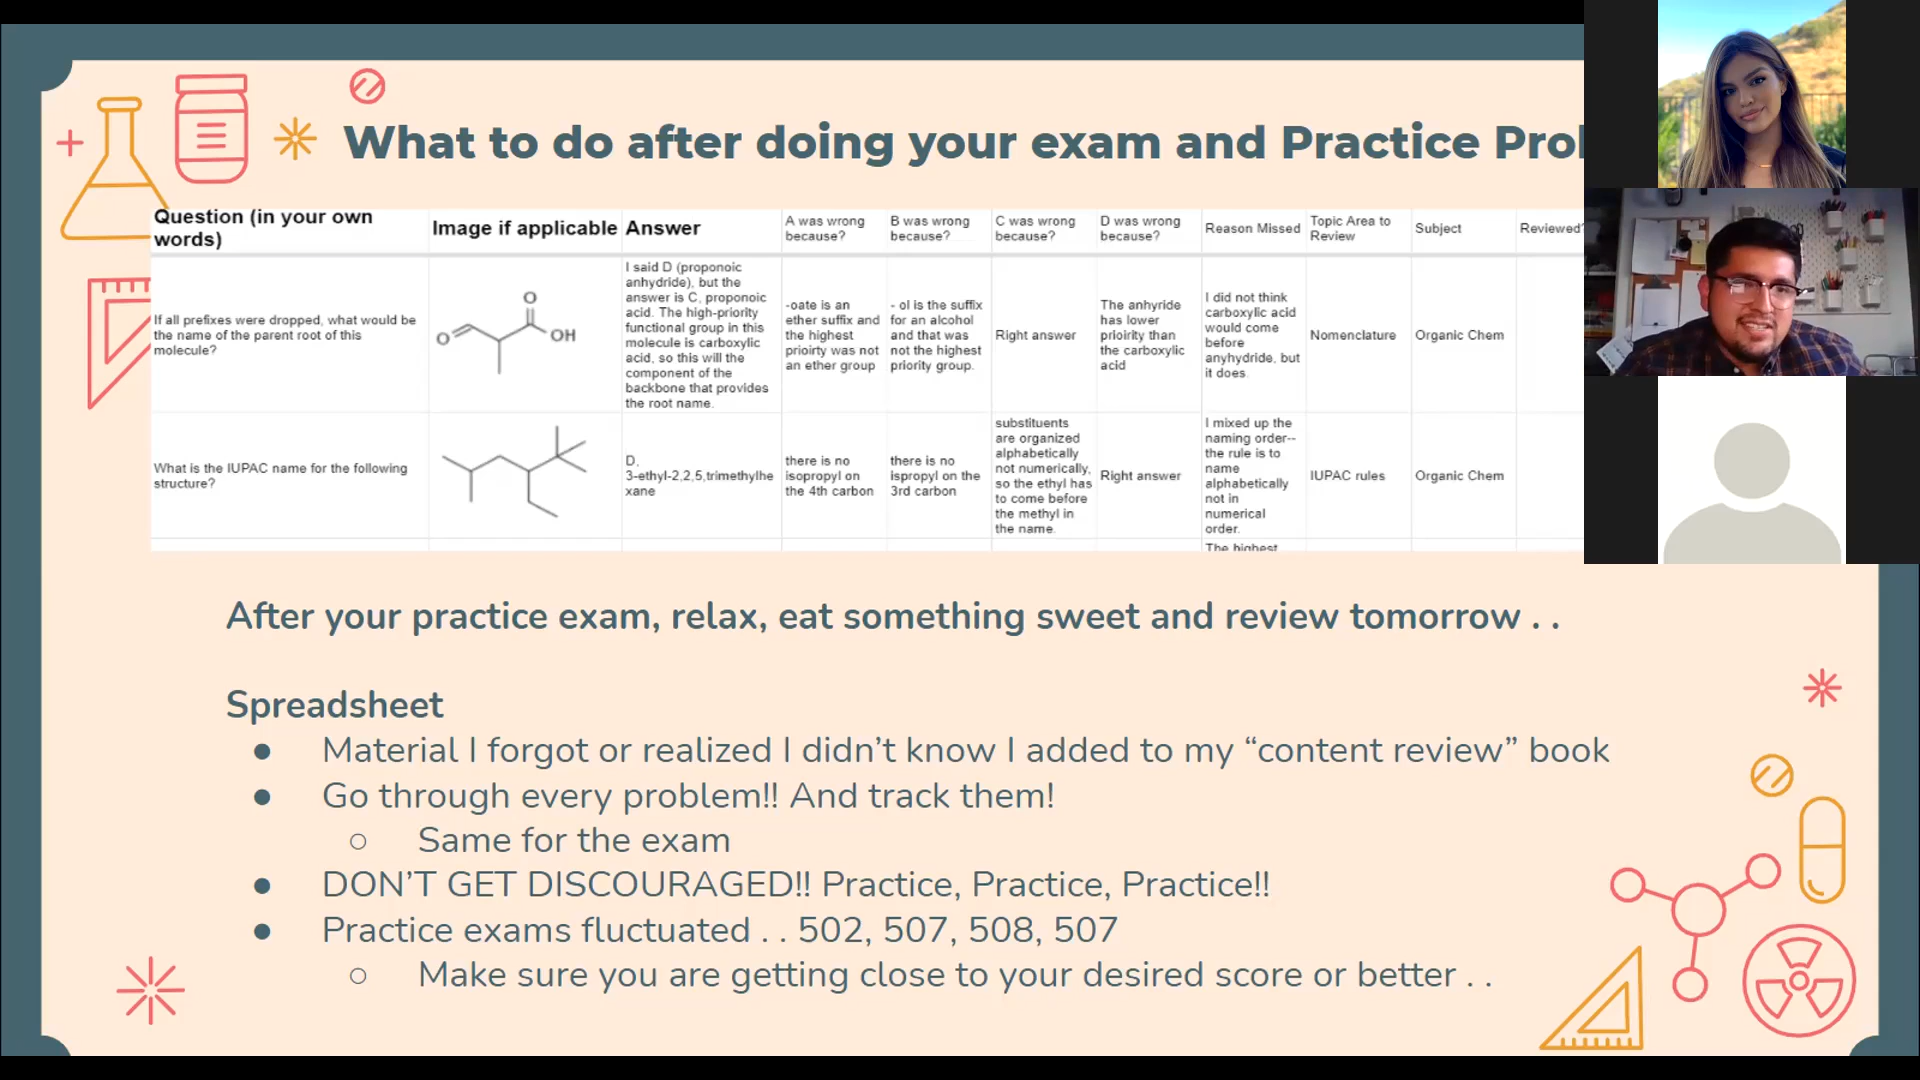 What to do after doing your exam and Practice Pro
Question (in your own
words)
Image if applicable
Answer
A was wrong
because?
B was wrong
because?
C was wrong
because?
D was wrong
because?
Reason Missed
Topic Area to
Review
Subject
Reviewed?
If all prefixes were dropped, what would be
the name of the parent root of this
molecule?
O
O
OH
I said D (proponoic
anhydride), but the
answer is C, proponoic
acid. The high-priority
functional group in this
molecule is carboxylic
acid, so this will the
component of the
backbone that provides
the root name.
-oate is an
ether suffix and
the highest
prioirty was not
an ether group
- ol is the suffix
for an alcohol
and that was
not the highest
priority group.
Right answer
The anhyride
has lower
prioirity than
the carboxylic
acid
I did not think
carboxylic acid
would come
before
anyhydride, but
it does.
Nomenclature
Organic Chem
What is the IUPAC name for the following
structure?
D,
3-ethyl-2,2,5,trimethylhe
xane
there is no
isopropyl on
the 4th carbon
there is no
ispropyl on the
3rd carbon
substituents
are organized
alphabetically
not numerically,
so the ethyl has
to come before
the methyl in
the name.
Right answer
I mixed up the
naming order--
the rule is to
name
alphabetically
not in
numerical
order.
IUPAC rules
Organic Chem
The highest
After your practice exam, relax, eat something sweet and review tomorrow . .
Spreadsheet
● Material I forgot or realized I didn’t know I added to my “content review” book
● Go through every problem!! And track them!
○ Same for the exam
● DON’T GET DISCOURAGED!! Practice, Practice, Practice!!
● Practice exams fluctuated . . 502, 507, 508, 507
○ Make sure you are getting close to your desired score or better . .